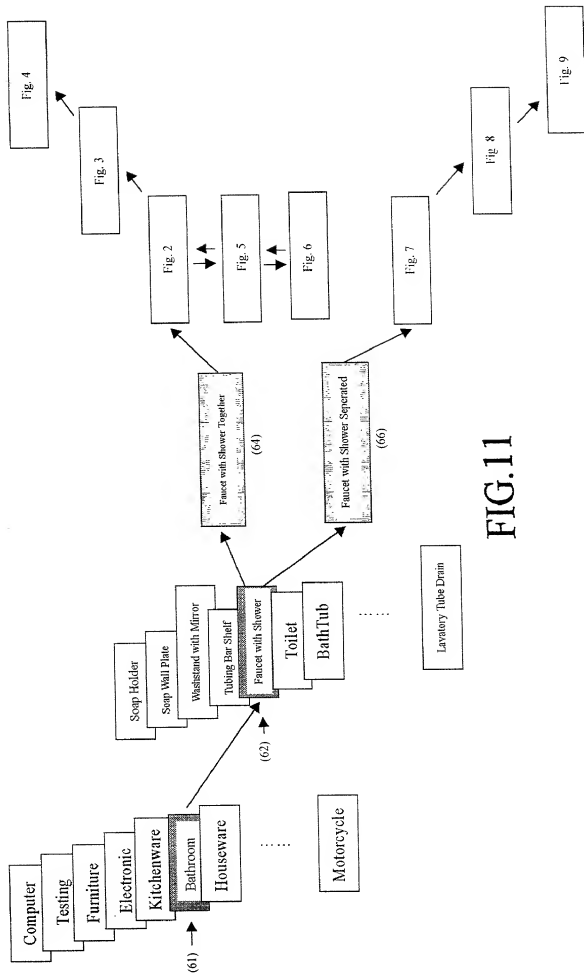 Computer
Testing
Furniture
Electronic
Kitchenware
Bathroom
(61)
Houseware
……
Motorcycle
Soap Holder
Soap Wall Plate
Washstand with Mirror
Tubing Bar Shelf
Faucet with Shower
(62)
Toilet
BathTub
……
Lavatory Tube Drain
Faucet with Shower Together
(64)
Faucet with Shower Seperated
(66)
Fig. 4
Fig. 3
Fig. 2
Fig. 5
Fig. 6
Fig. 7
Fig 8
Fig. 9
FIG.11